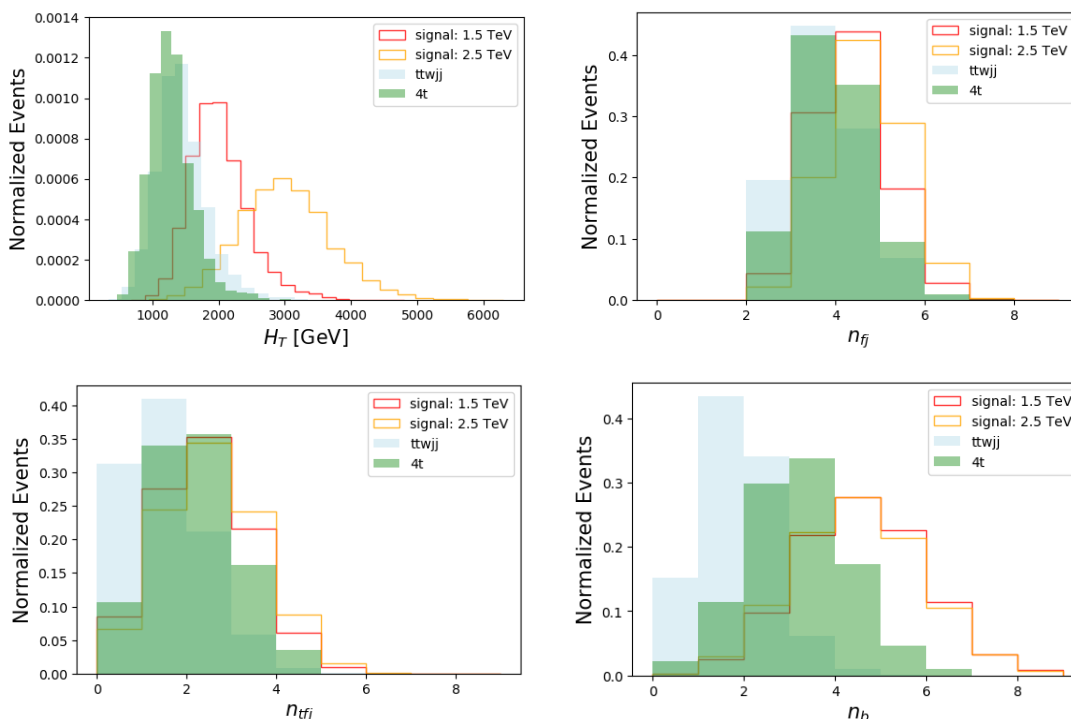 0.0014
0.0012
0.0010
0.0008
0.0006
0.0004
0.0002
0.0000
Normalized Events
signal: 1.5 TeV
signal: 2.5 TeV
ttwjj
4t
1000 2000 3000 4000 5000 6000
H_T [GeV]
0.4
0.3
0.2
0.1
0.0
Normalized Events
signal: 1.5 TeV
signal: 2.5 TeV
ttwjj
4t
0 2 4 6 8
n_fj
0.40
0.35
0.30
0.25
0.20
0.15
0.10
0.05
0.00
Normalized Events
signal: 1.5 TeV
signal: 2.5 TeV
ttwjj
4t
0 2 4 6 8
n_tfj
0.4
0.3
0.2
0.1
0.0
Normalized Events
signal: 1.5 TeV
signal: 2.5 TeV
ttwjj
4t
0 2 4 6 8
n_b